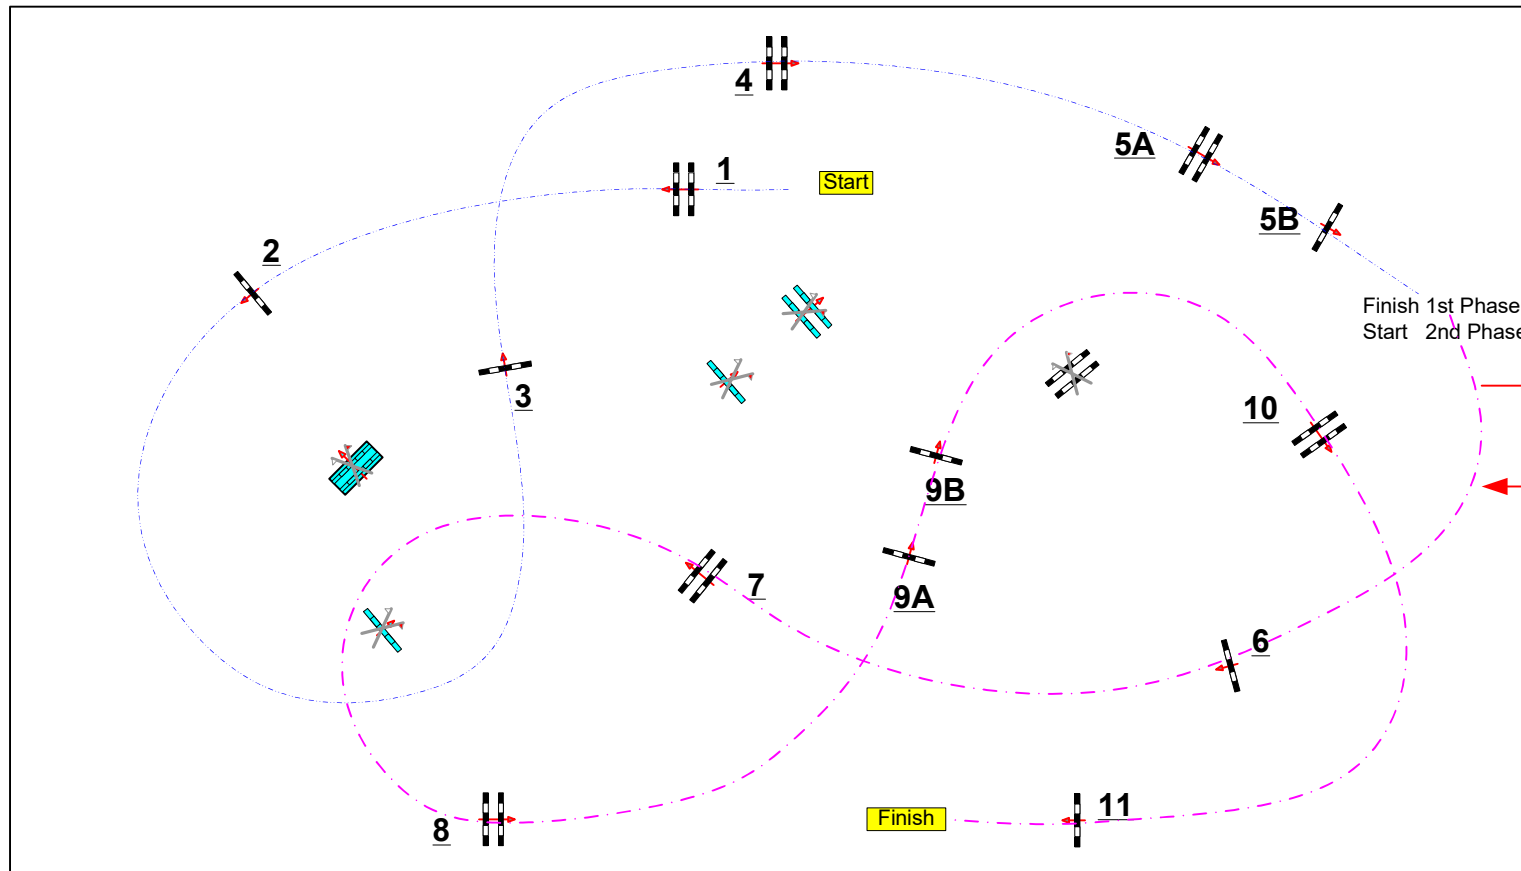 4
5A
1
Start
5B
2
Finish 1st Phase
Start 2nd Phase
3
10
9B
7
9A
6
11
Finish
8